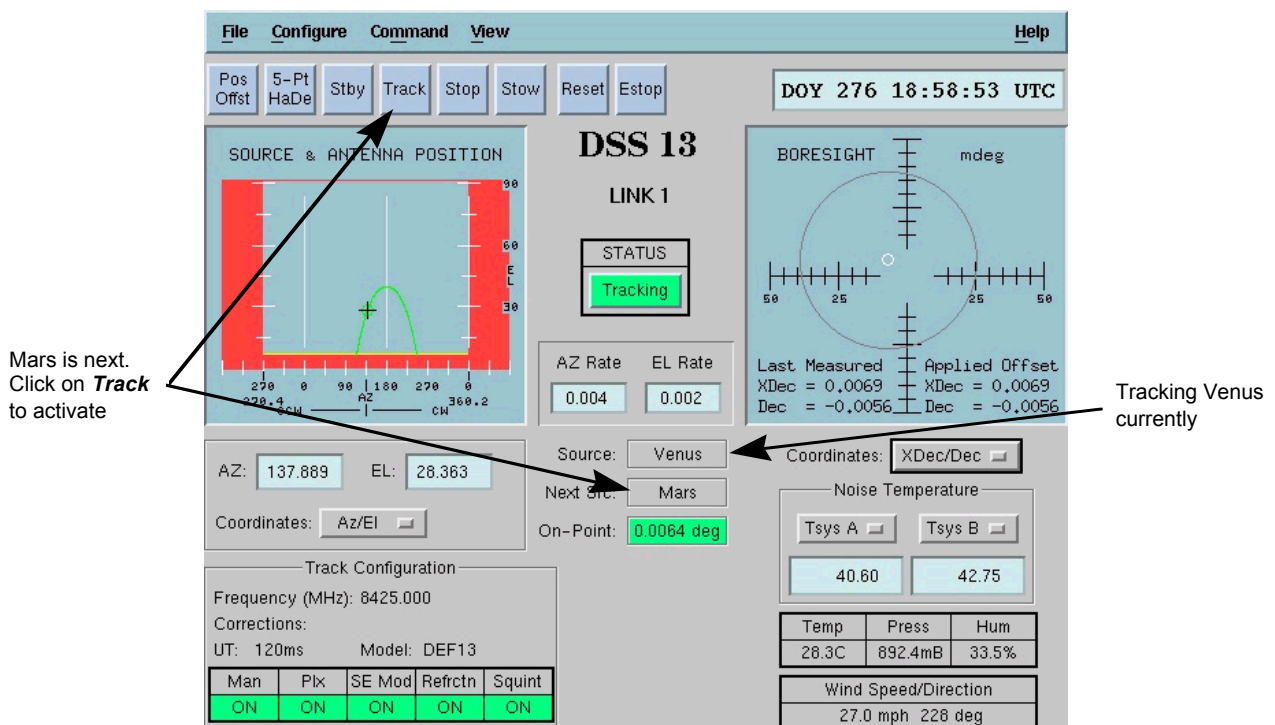 File Configure Command View Help
Pos Offst
5-Pt HaDe
Stby
Track
Stop
Stow
Reset
Estop
DOY 276 18:58:53 UTC
SOURCE & ANTENNA POSITION
90
60
EL
30
270 0 90 180 270 0
AZ
270.4 CCW CW 360.2
DSS 13
LINK 1
STATUS
Tracking
AZ Rate EL Rate
0.004 0.002
BORESIGHT mdeg
50 25 25 50
Last Measured Applied Offset
XDec = 0.0069 XDec = 0.0069
Dec = -0.0056 Dec = -0.0056
Mars is next.
Click on Track
to activate
Tracking Venus
currently
AZ: 137.889 EL: 28.363
Coordinates: Az/El
Source: Venus
Next Src: Mars
On-Point: 0.0064 deg
Coordinates: XDec/Dec
Noise Temperature
Tsys A Tsys B
40.60 42.75
Track Configuration
Frequency (MHz): 8425.000
Corrections:
UT: 120ms Model: DEF13
Man Plx SE Mod Refrctn Squint
ON ON ON ON ON
Temp Press Hum
28.3C 892.4mB 33.5%
Wind Speed/Direction
27.0 mph 228 deg